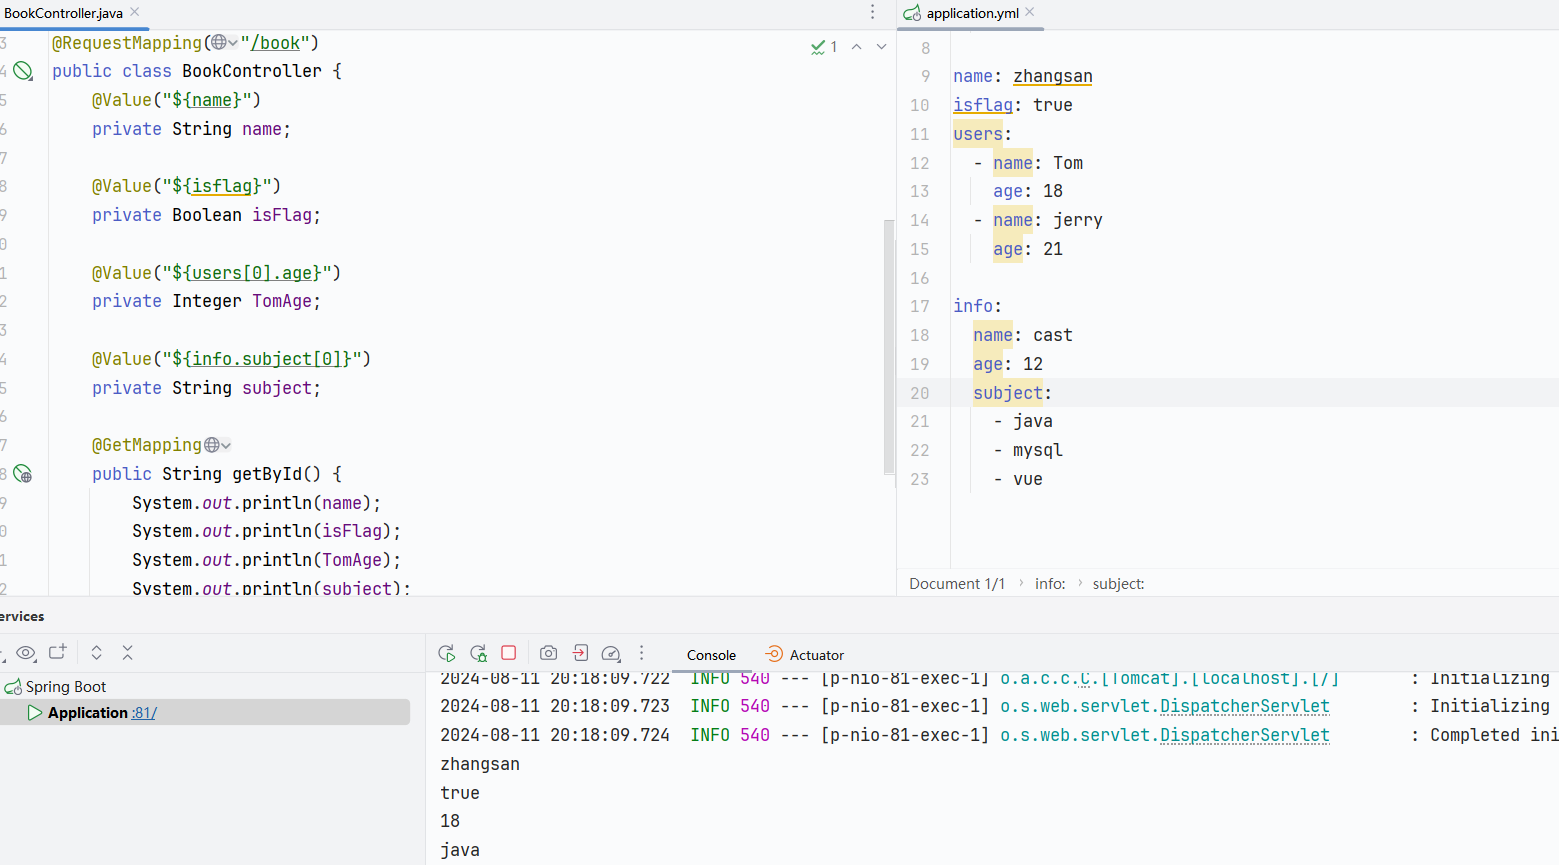 BookController.java
3 @RequestMapping("/book")
4 public class BookController {
5 @Value("${name}")
6 private String name;
7
8 @Value("${isflag}")
9 private Boolean isFlag;
0
1 @Value("${users[0].age}")
2 private Integer TomAge;
3
4 @Value("${info.subject[0]}")
5 private String subject;
6
7 @GetMapping
8 public String getById() {
9 System.out.println(name);
0 System.out.println(isFlag);
1 System.out.println(TomAge);
2 System.out.println(subject);
1
application.yml
8
9 name: zhangsan
10 isflag: true
11 users:
12 - name: Tom
13 age: 18
14 - name: jerry
15 age: 21
16
17 info:
18 name: cast
19 age: 12
20 subject:
21 - java
22 - mysql
23 - vue
Document 1/1 › info: › subject:
ervices
Spring Boot
Application :81/
Console Actuator
2024-08-11 20:18:09.722 INFO 540 --- [p-nio-81-exec-1] o.a.c.c.C.[Tomcat].[localhost].[/] : Initializing
2024-08-11 20:18:09.723 INFO 540 --- [p-nio-81-exec-1] o.s.web.servlet.DispatcherServlet : Initializing
2024-08-11 20:18:09.724 INFO 540 --- [p-nio-81-exec-1] o.s.web.servlet.DispatcherServlet : Completed ini
zhangsan
true
18
java